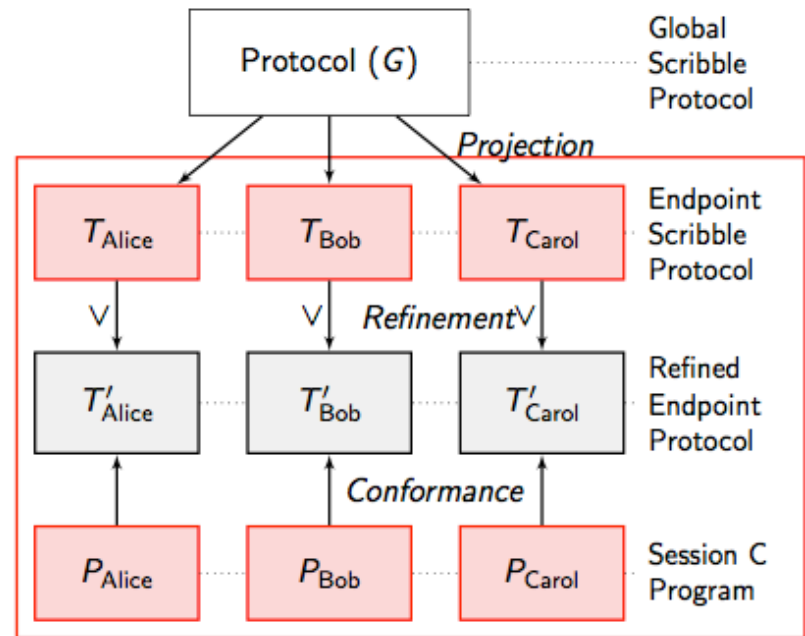 Protocol (G)
Global
Scribble
Protocol
Projection
T_Alice
T_Bob
T_Carol
Endpoint
Scribble
Protocol
∨
∨
Refinement
∨
T′_Alice
T′_Bob
T′_Carol
Refined
Endpoint
Protocol
Conformance
P_Alice
P_Bob
P_Carol
Session C
Program